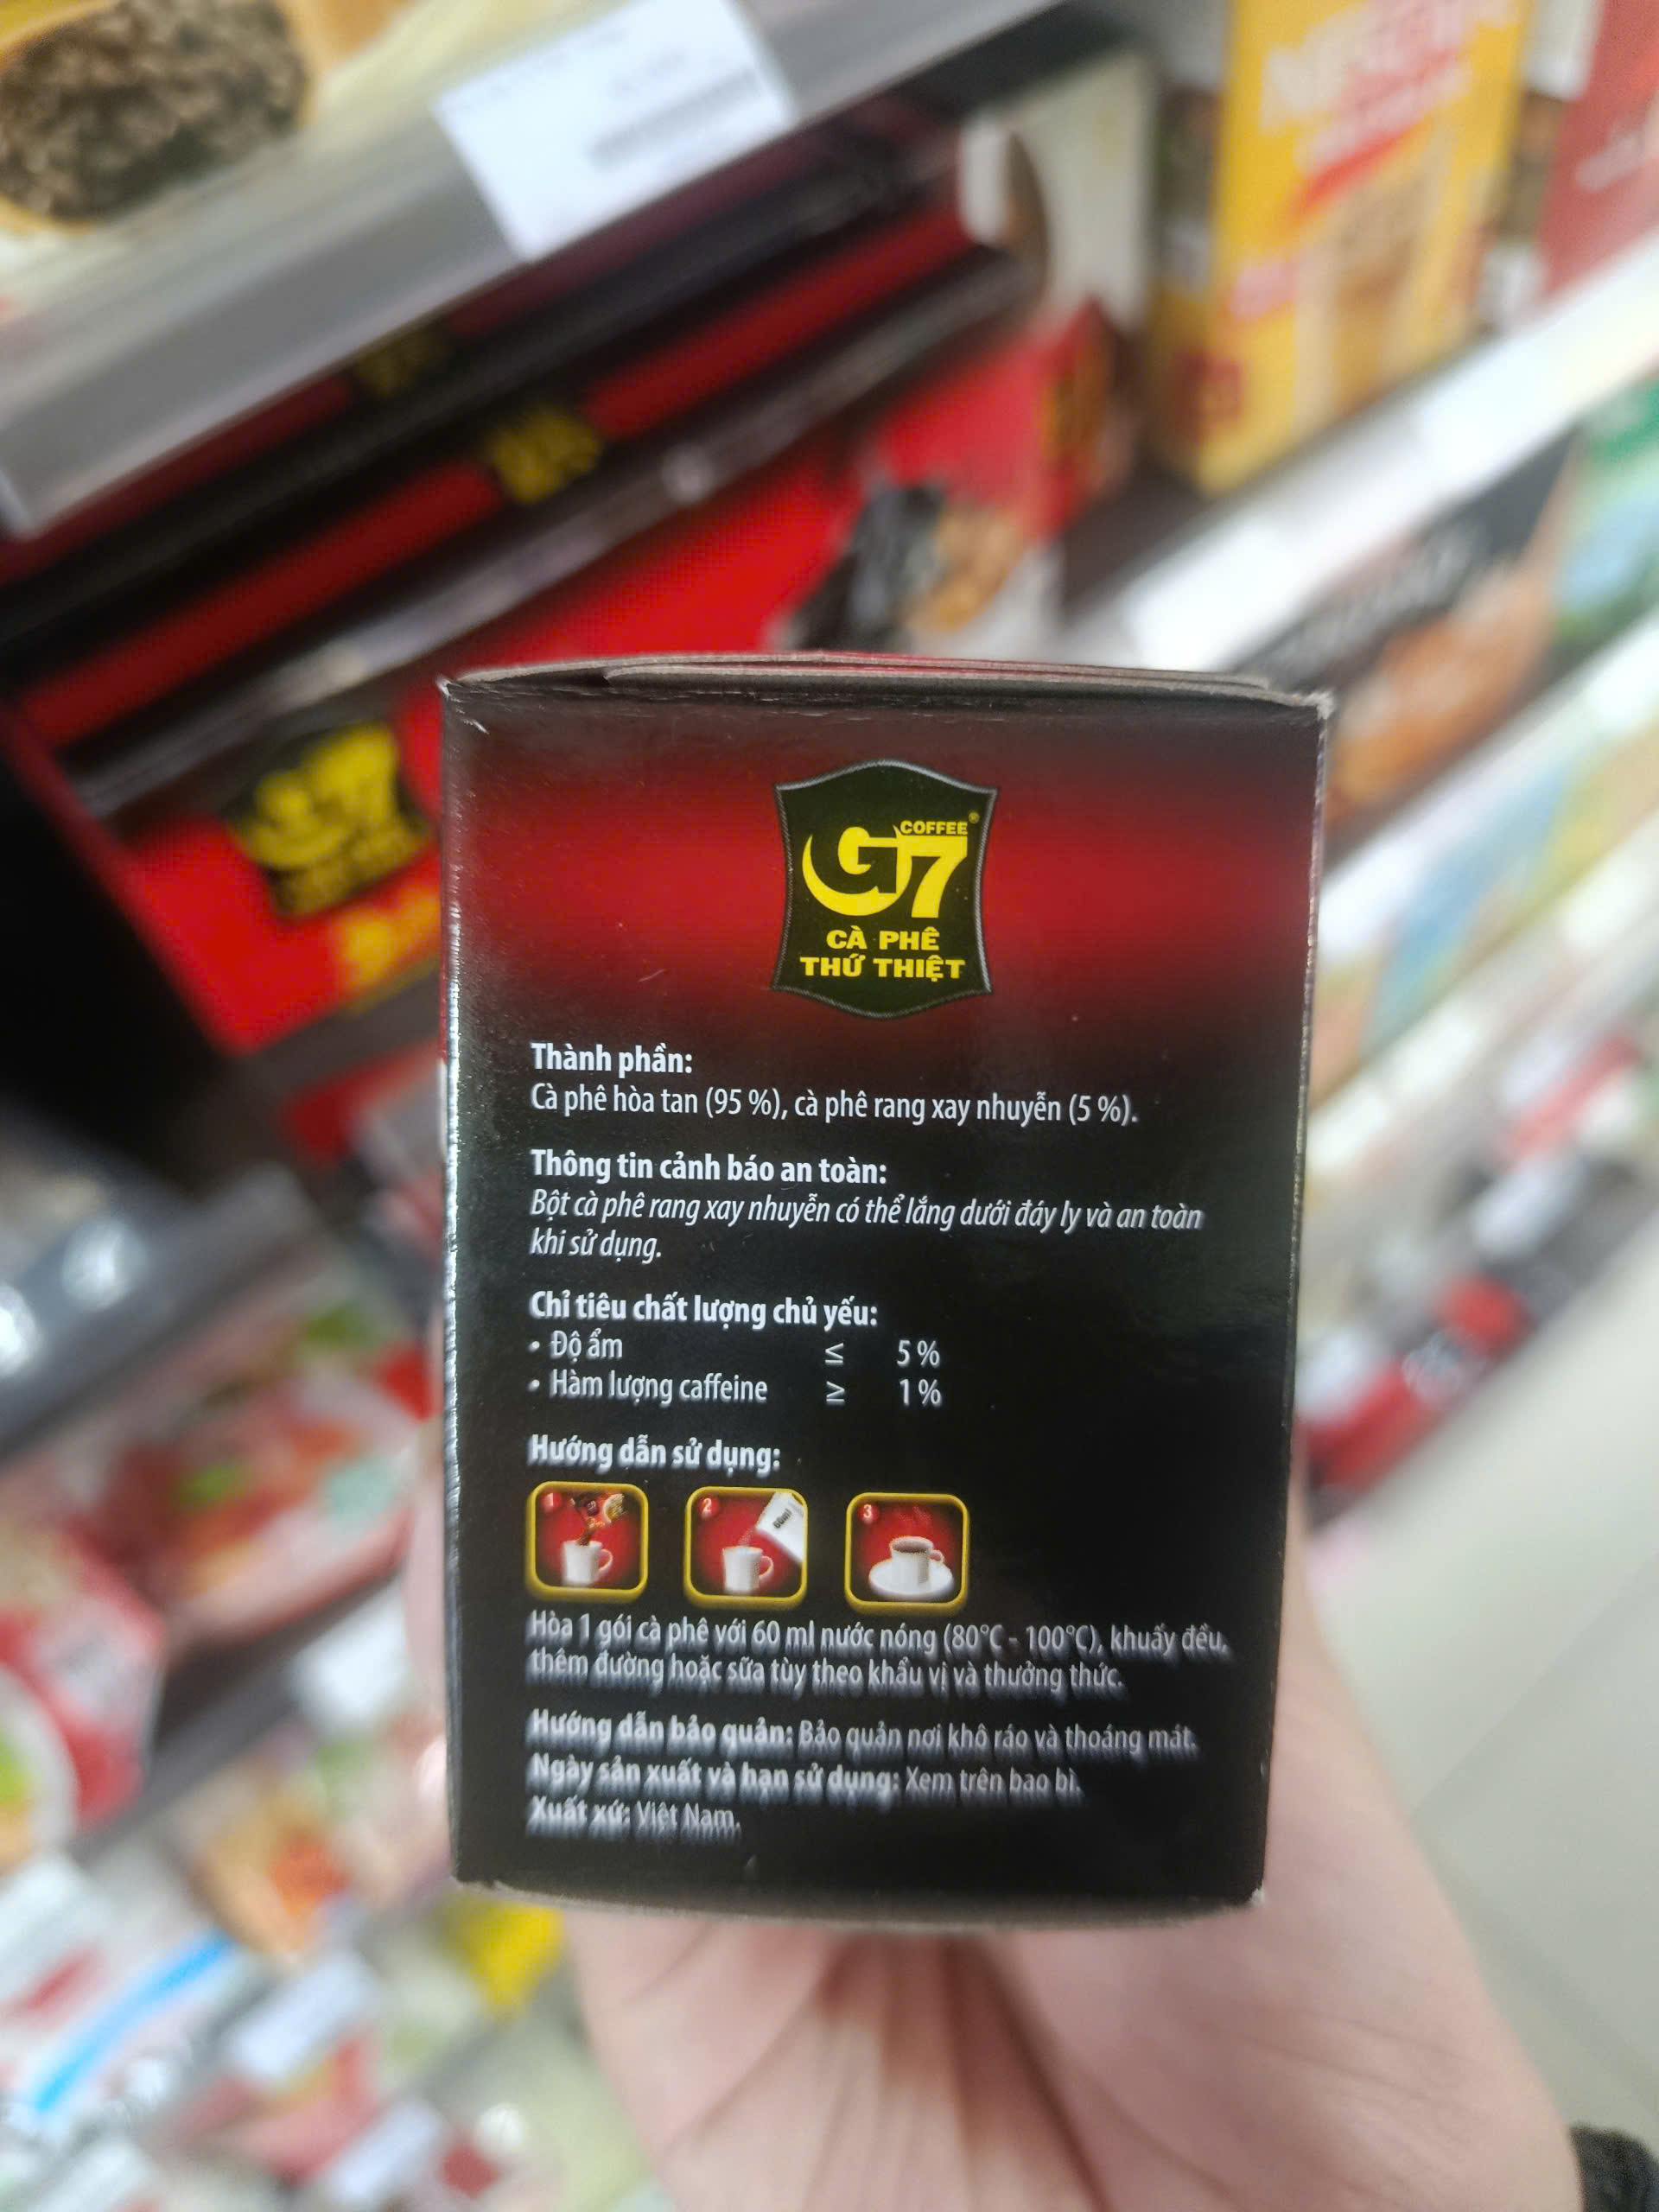 COFFEE®
G7
CÀ PHÊ
THỨ THIỆT
Thành phần:
Cà phê hòa tan (95 %), cà phê rang xay nhuyễn (5 %).
Thông tin cảnh báo an toàn:
Bột cà phê rang xay nhuyễn có thể lắng dưới đáy ly và an toàn
khi sử dụng.
Chỉ tiêu chất lượng chủ yếu:
• Độ ẩm ≤ 5 %
• Hàm lượng caffeine ≥ 1 %
Hướng dẫn sử dụng:
1 2 3
Hòa 1 gói cà phê với 60 ml nước nóng (80°C - 100°C), khuấy đều,
thêm đường hoặc sữa tùy theo khẩu vị và thưởng thức.
Hướng dẫn bảo quản: Bảo quản nơi khô ráo và thoáng mát.
Ngày sản xuất và hạn sử dụng: Xem trên bao bì.
Xuất xứ: Việt Nam.